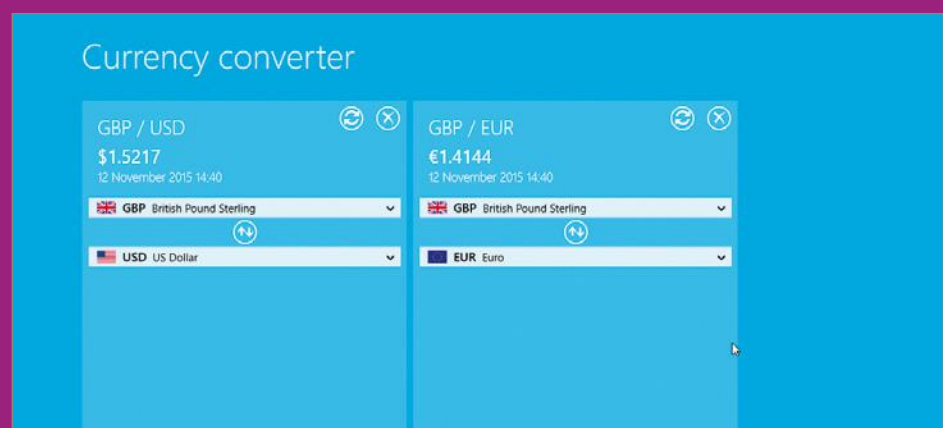 Currency converter
GBP / USD
$1.5217
12 November 2015 14:40
GBP British Pound Sterling
USD US Dollar
GBP / EUR
€1.4144
12 November 2015 14:40
GBP British Pound Sterling
EUR Euro